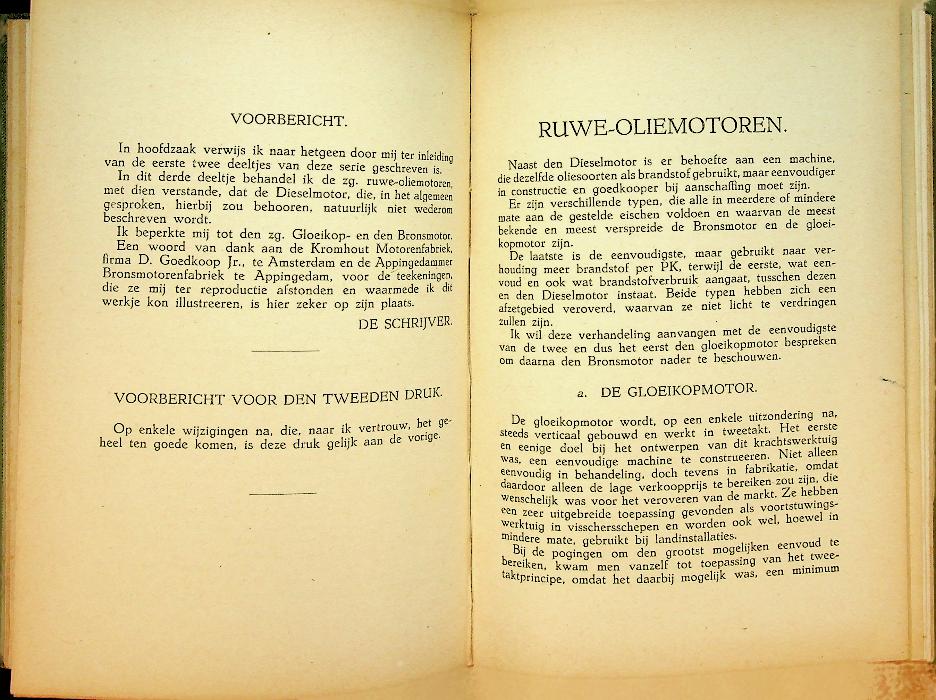 VOORBERICHT.
In hoofdzaak verwijs ik naar hetgeen door mij ter inleiding
van de eerste twee deeltjes van deze serie geschreven is.
In dit derde deeltje behandel ik de zg. ruwe-oliemotoren,
met dien verstande, dat de Dieselmotor, die, in het algemeen
gesproken, hierbij zou behooren, natuurlijk niet wederom
beschreven wordt.
Ik beperkte mij tot den zg. Gloeikop- en den Bronsmotor.
Een woord van dank aan de Kromhout Motorenfabriek,
firma D. Goedkoop Jr., te Amsterdam en de Appingedammer
Bronsmotorenfabriek te Appingedam, voor de teekeningen,
die ze mij ter reproductie afstonden en waarmede ik dit
werkje kon illustreeren, is hier zeker op zijn plaats.
DE SCHRIJVER.
VOORBERICHT VOOR DEN TWEEDEN DRUK.
Op enkele wijzigingen na, die, naar ik vertrouw, het ge-
heel ten goede komen, is deze druk gelijk aan de vorige.
RUWE-OLIEMOTOREN.
Naast den Dieselmotor is er behoefte aan een machine,
die dezelfde oliesoorten als brandstof gebruikt, maar eenvoudiger
in constructie en goedkooper bij aanschaffing moet zijn.
Er zijn verschillende typen, die alle in meerdere of mindere
mate aan de gestelde eischen voldoen en waarvan de meest
bekende en meest verspreide de Bronsmotor en de gloei-
kopmotor zijn.
De laatste is de eenvoudigste, maar gebruikt naar ver-
houding meer brandstof per PK, terwijl de eerste, wat een-
voud en ook wat brandstofverbruik aangaat, tusschen dezen
en den Dieselmotor instaat. Beide typen hebben zich een
afzetgebied veroverd, waarvan ze niet licht te verdringen
zullen zijn.
Ik wil deze verhandeling aanvangen met de eenvoudigste
van de twee en dus het eerst den gloeikopmotor bespreken
om daarna den Bronsmotor nader te beschouwen.
a. DE GLOEIKOPMOTOR.
De gloeikopmotor wordt, op een enkele uitzondering na,
steeds verticaal gebouwd en werkt in tweetakt. Het eerste
en eenige doel bij het ontwerpen van dit krachtswerktuig
was, een eenvoudige machine te construeeren. Niet alleen
eenvoudig in behandeling, doch tevens in fabrikatie, omdat
daardoor alleen de lage verkoopprijs te bereiken zou zijn, die
wenschelijk was voor het veroveren van de markt. Ze hebben
een zeer uitgebreide toepassing gevonden als voortstuwings-
werktuig in visschersschepen en worden ook wel, hoewel in
mindere mate, gebruikt bij landinstallaties.
Bij de pogingen om den grootst mogelijken eenvoud te
bereiken, kwam men vanzelf tot toepassing van het twee-
taktprincipe, omdat het daarbij mogelijk was, een minimum